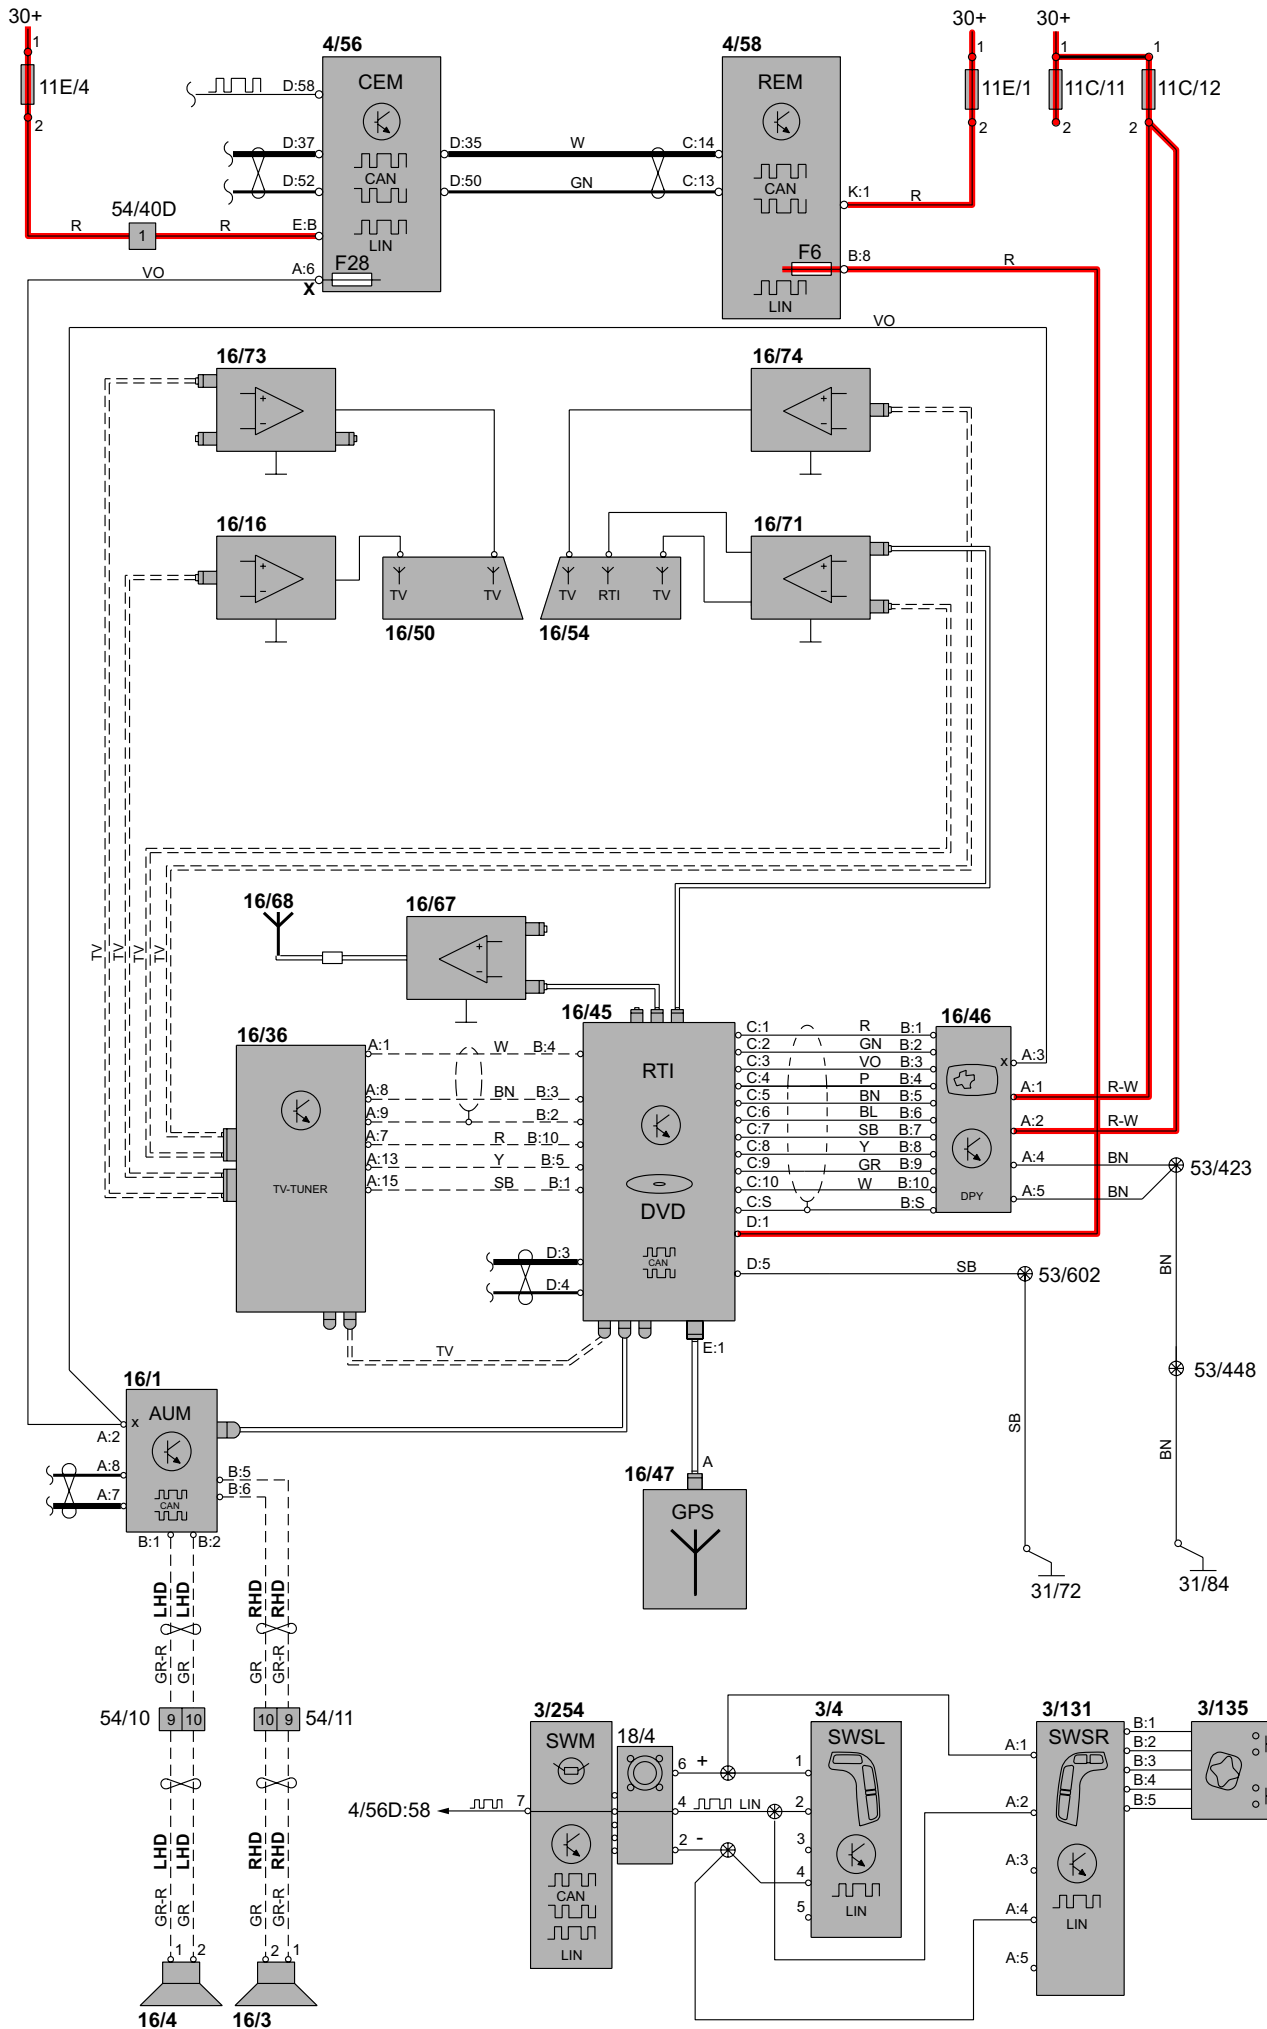 30+
30+
30+
1
11E/4
2
4/56
CEM
D:58
D:37
D:52
D:35
D:50
CAN
LIN
E:B
A:6
X
F28
W
GN
4/58
REM
C:14
C:13
CAN
K:1
F6
B:8
LIN
R
R
1
11E/1
2
1
11C/11
2
1
11C/12
2
54/40D
R
1
R
VO
VO
16/73
+
−
16/74
+
−
16/16
+
−
16/71
+
−
TV
TV
16/50
TV
RTI
TV
16/54
TV
TV
TV
TV
16/68
16/67
+
−
16/36
TV-TUNER
A:1
W
B:4
A:8
BN
B:3
A:9
B:2
A:7
R
B:10
A:13
Y
B:5
A:15
SB
B:1
16/45
RTI
DVD
CAN
D:3
D:4
C:1
R
B:1
C:2
GN
B:2
C:3
VO
B:3
C:4
P
B:4
C:5
BN
B:5
C:6
BL
B:6
C:7
SB
B:7
C:8
Y
B:8
C:9
GR
B:9
C:10
W
B:10
C:S
B:S
D:1
D:5
SB
53/602
16/46
x
A:3
A:1
R-W
A:2
R-W
A:4
BN
A:5
BN
DPY
53/423
BN
53/448
BN
SB
31/72
31/84
TV
E:1
A
16/47
GPS
16/1
x
AUM
A:2
A:8
A:7
CAN
B:5
B:6
B:1
B:2
LHD
LHD
RHD
RHD
GR-R
GR
GR
GR-R
54/10
9
10
10
9
54/11
LHD
LHD
RHD
RHD
GR-R
GR
GR
GR-R
1
2
2
1
16/4
16/3
3/254
SWM
18/4
4/56D:58
7
CAN
LIN
6
+
4
LIN
2
-
3/4
SWSL
1
2
3
4
5
LIN
3/131
SWSR
A:1
A:2
A:3
A:4
A:5
LIN
B:1
B:2
B:3
B:4
B:5
3/135